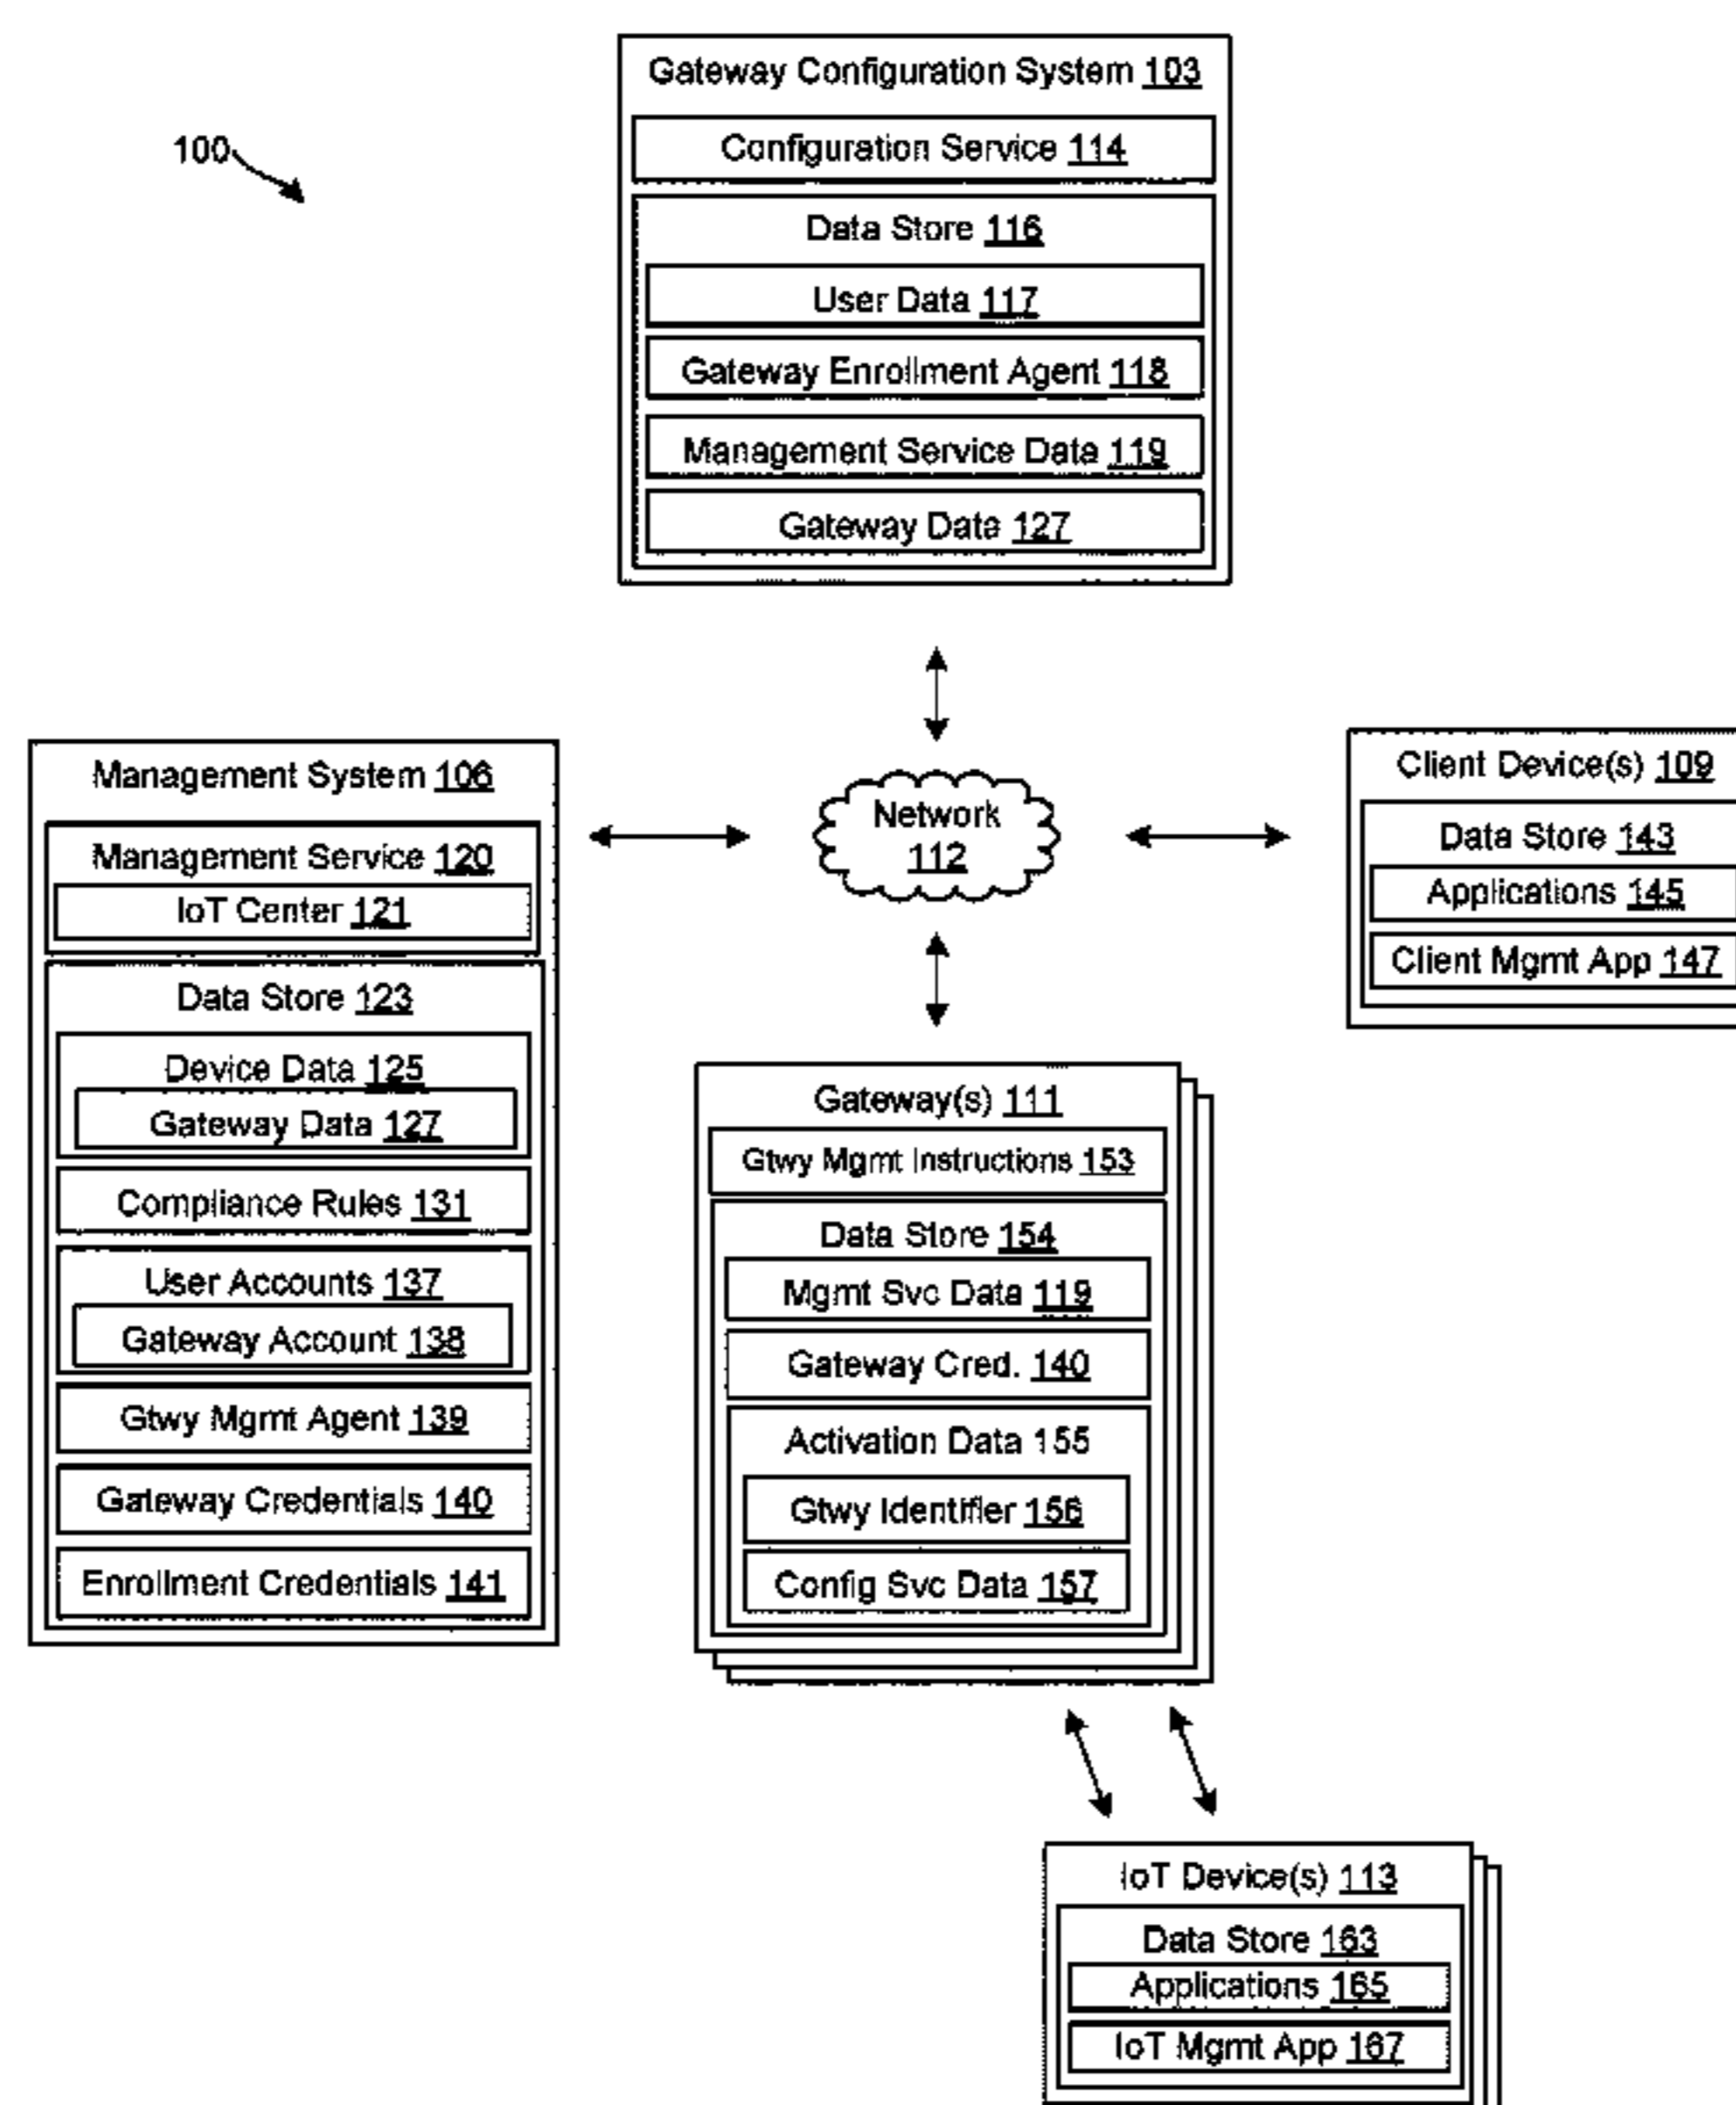 100
Gateway Configuration System 103
Configuration Service 114
Data Store 116
User Data 117
Gateway Enrollment Agent 118
Management Service Data 119
Gateway Data 127
Management System 106
Management Service 120
IoT Center 121
Data Store 123
Device Data 125
Gateway Data 127
Compliance Rules 131
User Accounts 137
Gateway Account 138
Gtwy Mgmt Agent 139
Gateway Credentials 140
Enrollment Credentials 141
Network
112
Client Device(s) 109
Data Store 143
Applications 145
Client Mgmt App 147
Gateway(s) 111
Gtwy Mgmt Instructions 153
Data Store 154
Mgmt Svc Data 119
Gateway Cred. 140
Activation Data 155
Gtwy Identifier 156
Config Svc Data 157
IoT Device(s) 113
Data Store 163
Applications 165
IoT Mgmt App 167